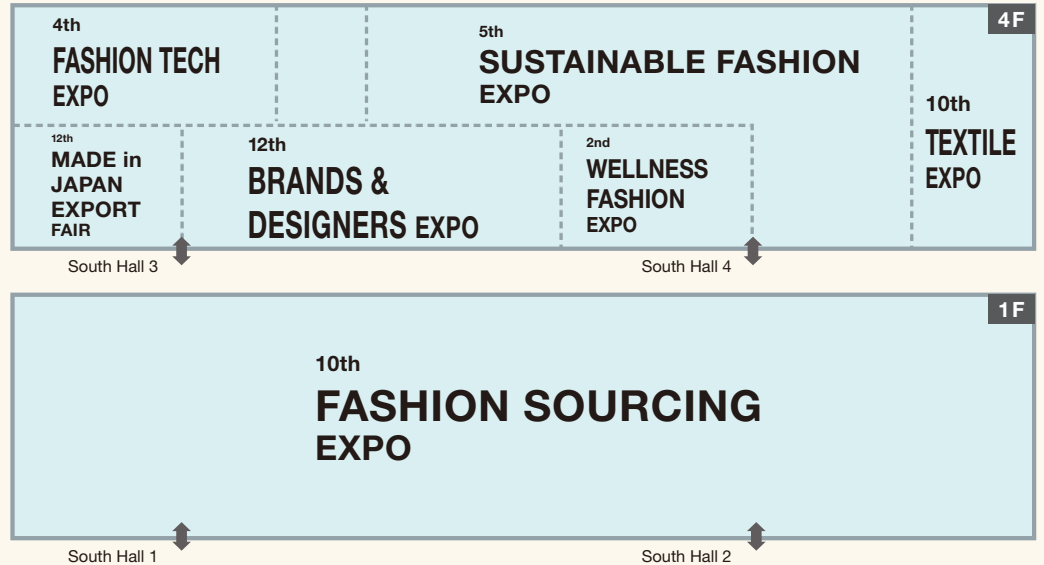 4F
4th
FASHION TECH
EXPO
5th
SUSTAINABLE FASHION
EXPO
10th
TEXTILE
EXPO
12th
MADE in
JAPAN
EXPORT
FAIR
12th
BRANDS &
DESIGNERS EXPO
2nd
WELLNESS
FASHION
EXPO
South Hall 3
South Hall 4
1F
10th
FASHION SOURCING
EXPO
South Hall 1
South Hall 2